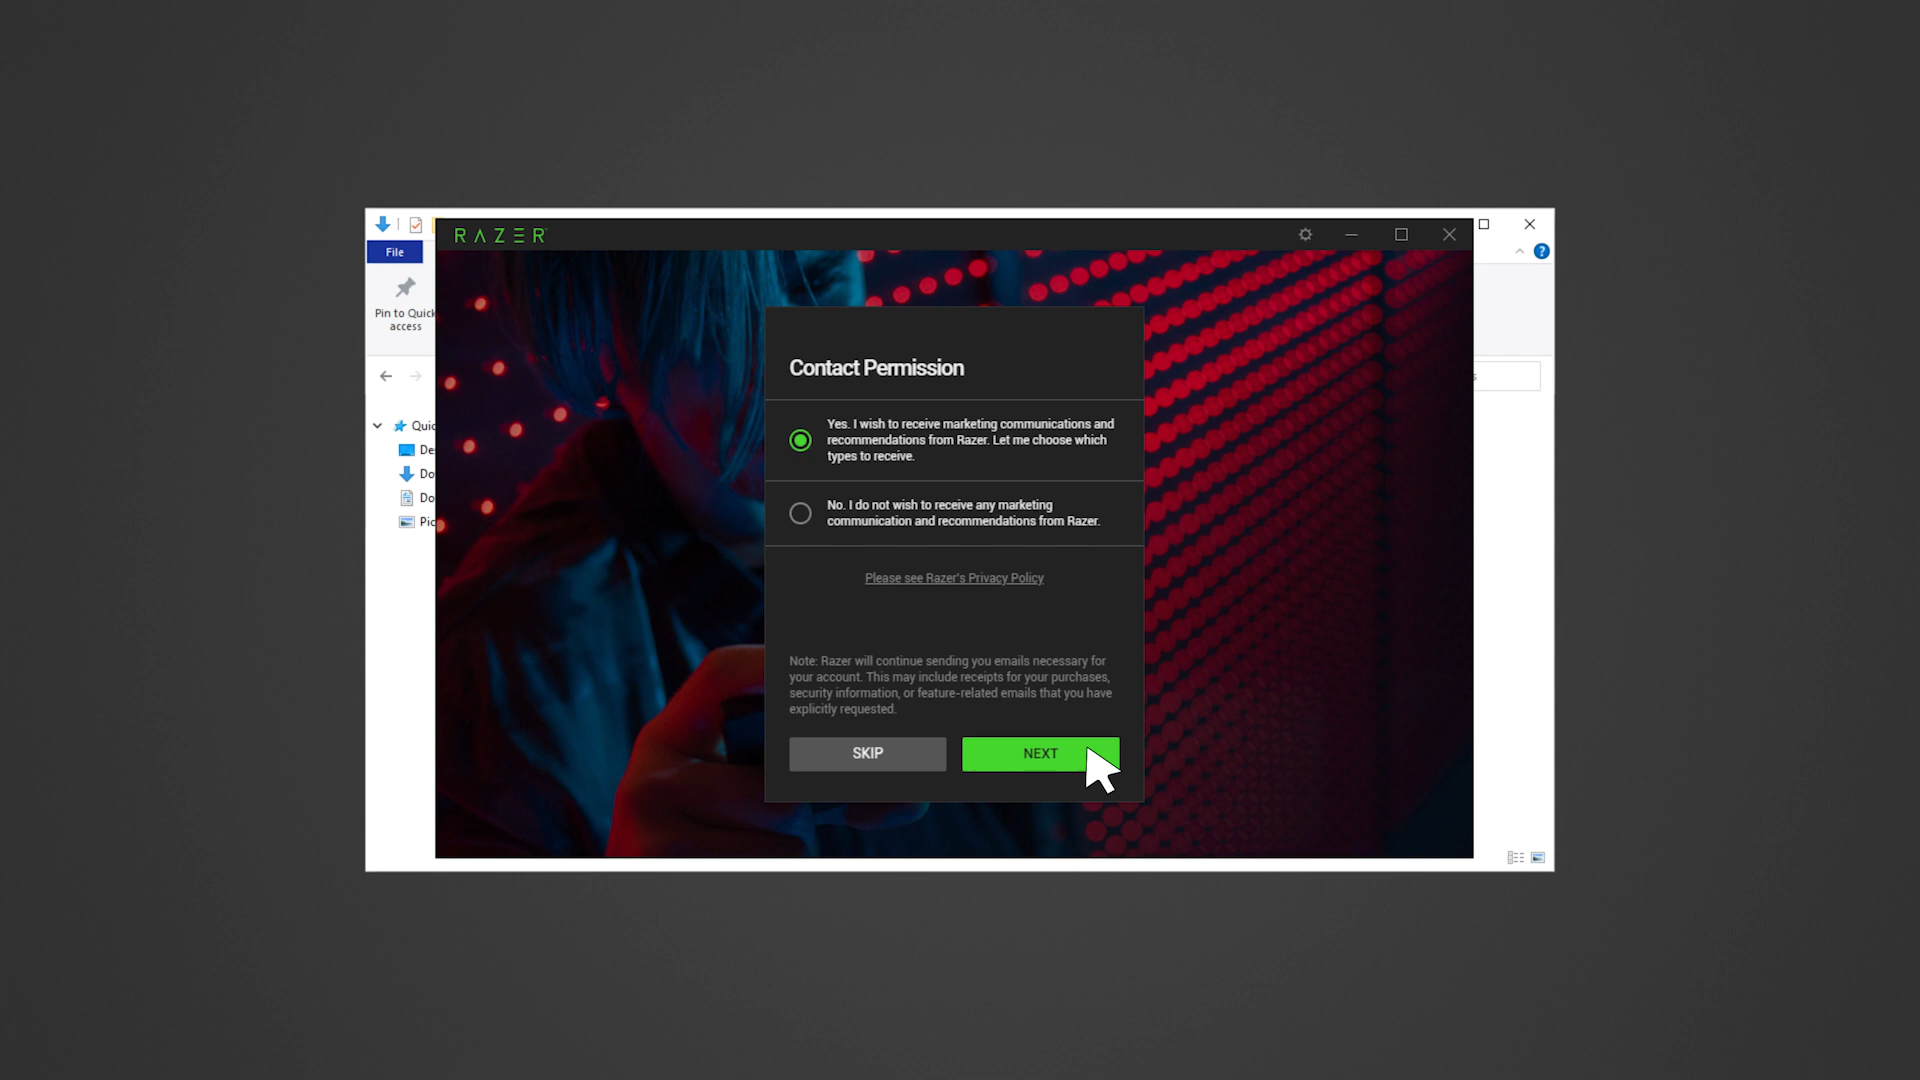 RAZER
File
Pin to Quick
access
Contact Permission
Yes. I wish to receive marketing communications and
recommendations from Razer. Let me choose which
types to receive.
No. I do not wish to receive any marketing
communication and recommendations from Razer.
Please see Razer's Privacy Policy
Note: Razer will continue sending you emails necessary for
your account. This may include receipts for your purchases,
security information, or feature-related emails that you have
explicitly requested.
SKIP
NEXT